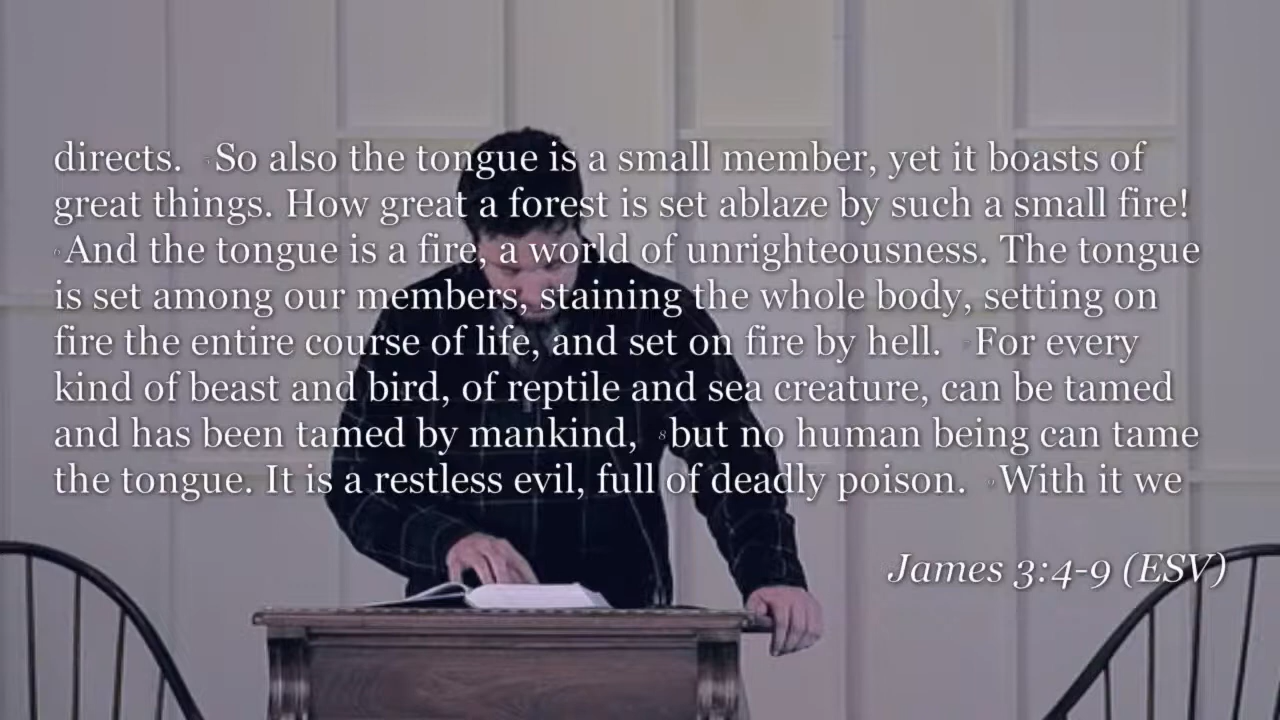 directs. So also the tongue is a small member, yet it boasts of
great things. How great a forest is set ablaze by such a small fire!
And the tongue is a fire, a world of unrighteousness. The tongue
is set among our members, staining the whole body, setting on
fire the entire course of life, and set on fire by hell. For every
kind of beast and bird, of reptile and sea creature, can be tamed
and has been tamed by mankind, 8 but no human being can tame
the tongue. It is a restless evil, full of deadly poison. With it we
James 3:4-9 (ESV)